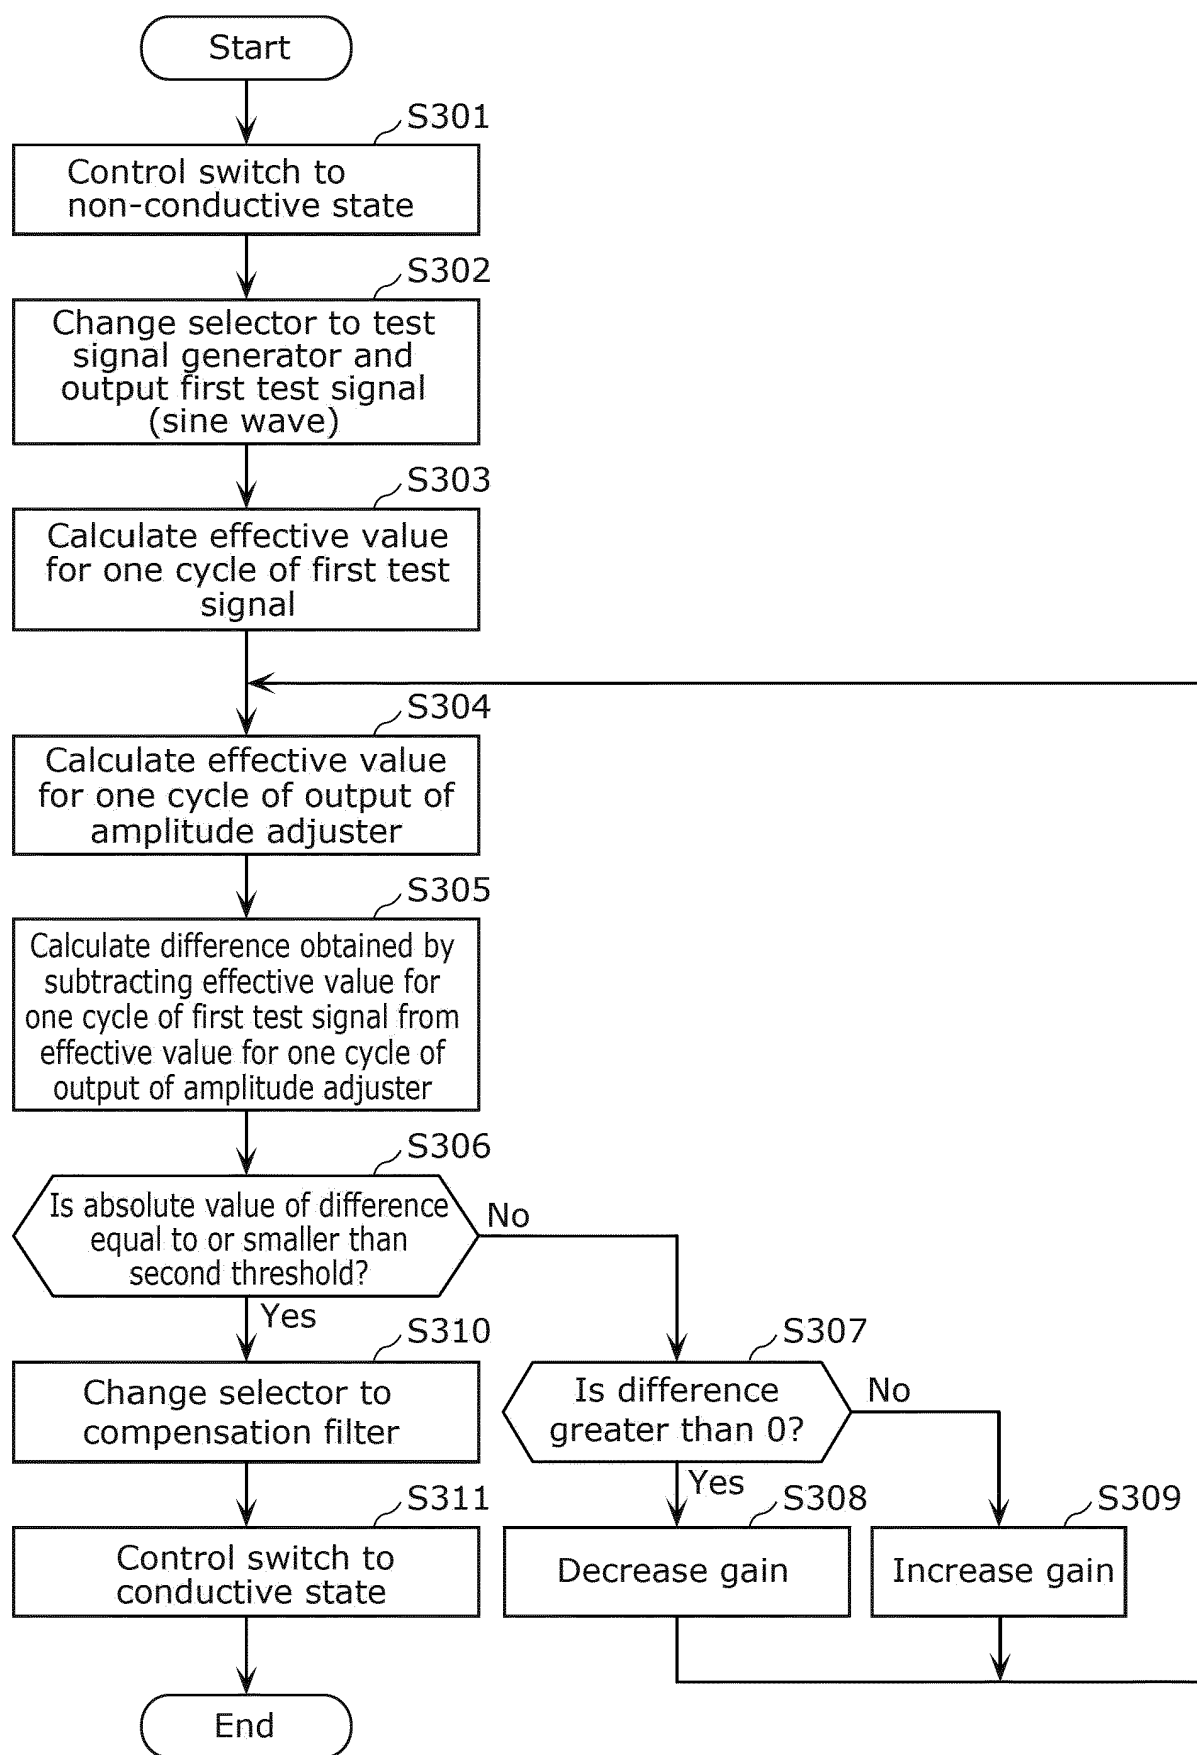 Start
S301
Control switch to
non-conductive state
S302
Change selector to test
signal generator and
output first test signal
(sine wave)
S303
Calculate effective value
for one cycle of first test
signal
S304
Calculate effective value
for one cycle of output of
amplitude adjuster
S305
Calculate difference obtained by
subtracting effective value for
one cycle of first test signal from
effective value for one cycle of
output of amplitude adjuster
S306
Is absolute value of difference
equal to or smaller than
second threshold?
No
Yes
S310
Change selector to
compensation filter
S307
Is difference
greater than 0?
No
Yes
S311
Control switch to
conductive state
S308
Decrease gain
S309
Increase gain
End